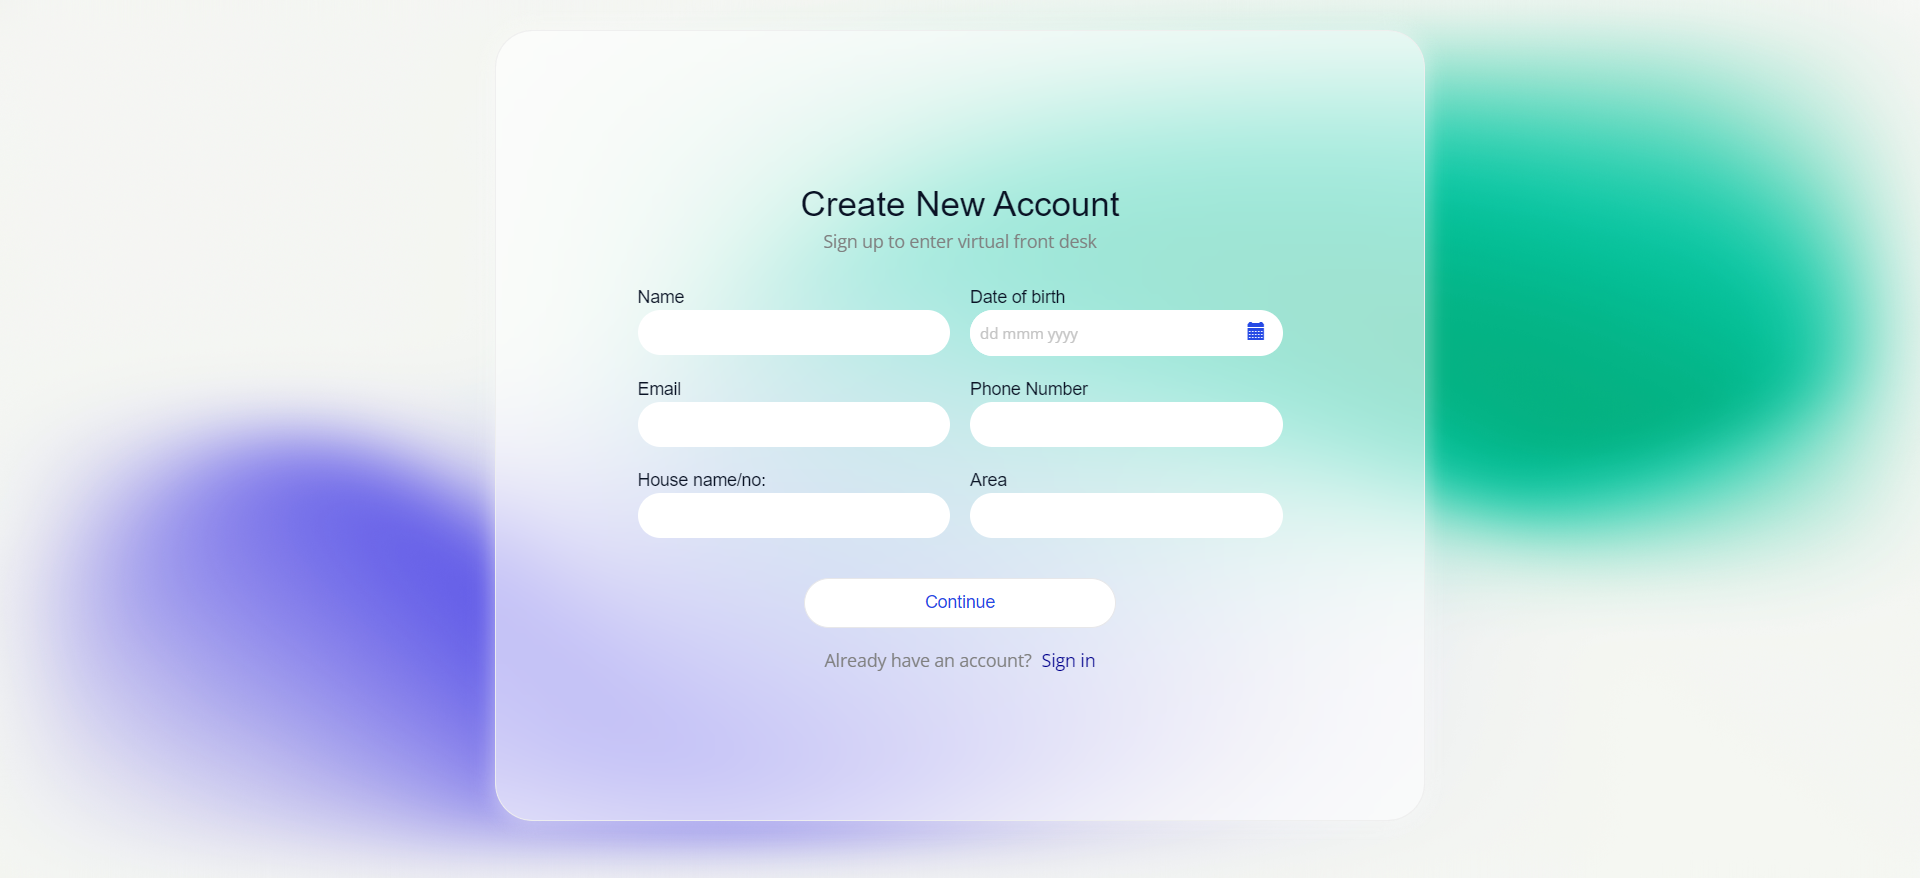 Create New Account
Sign up to enter virtual front desk
Name
Date of birth
dd mmm yyyy
Email
Phone Number
House name/no:
Area
Continue
Already have an account? Sign in